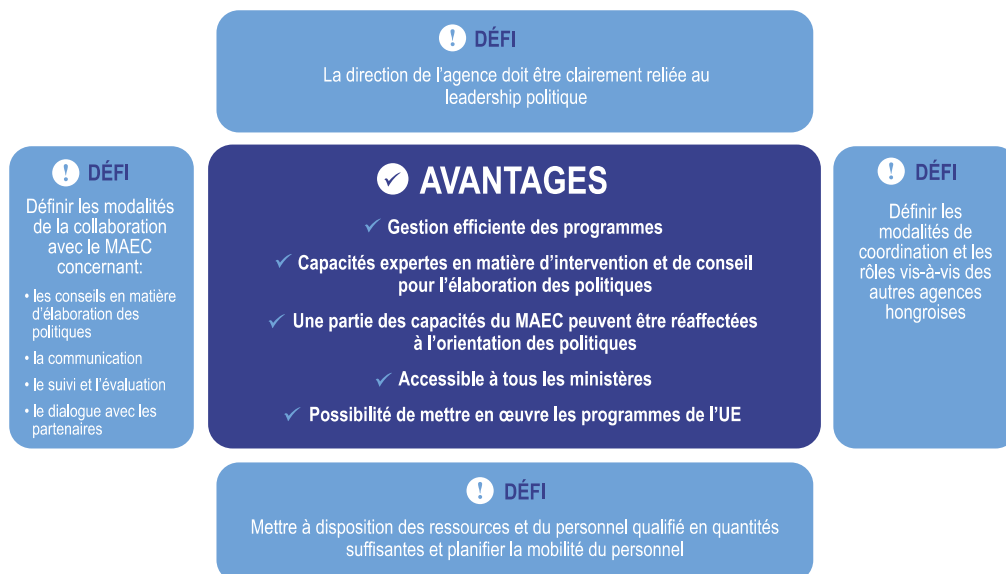 ! DÉFI
La direction de l'agence doit être clairement reliée au
leadership politique
! DÉFI
Définir les modalités
de la collaboration
avec le MAEC
concernant:
• les conseils en matière
d'élaboration des
politiques
• la communication
• le suivi et l'évaluation
• le dialogue avec les
partenaires
✓ AVANTAGES
✓ Gestion efficiente des programmes
✓ Capacités expertes en matière d'intervention et de conseil
pour l'élaboration des politiques
✓ Une partie des capacités du MAEC peuvent être réaffectées
à l'orientation des politiques
✓ Accessible à tous les ministères
✓ Possibilité de mettre en œuvre les programmes de l'UE
! DÉFI
Définir les
modalités de
coordination et les
rôles vis-à-vis des
autres agences
hongroises
! DÉFI
Mettre à disposition des ressources et du personnel qualifié en quantités
suffisantes et planifier la mobilité du personnel